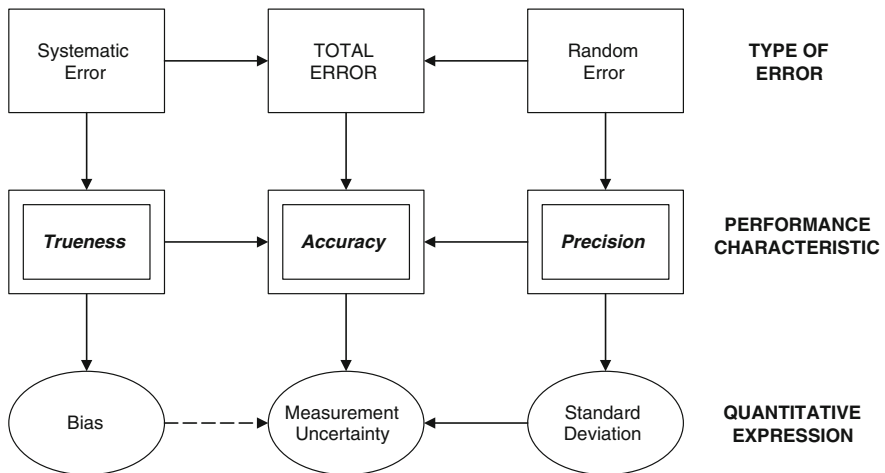 Systematic
Error
TOTAL
ERROR
Random
Error
TYPE OF
ERROR
Trueness
Accuracy
Precision
PERFORMANCE
CHARACTERISTIC
Bias
Measurement
Uncertainty
Standard
Deviation
QUANTITATIVE
EXPRESSION